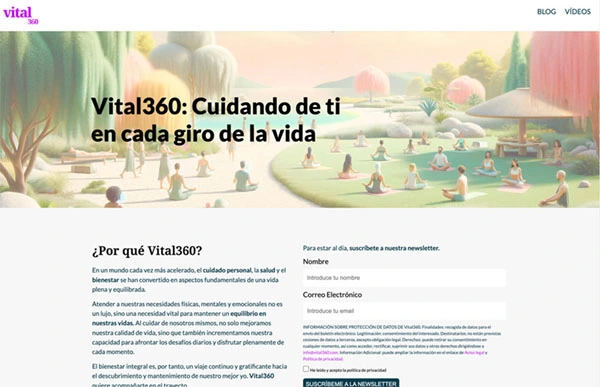 vital
360
BLOG VÍDEOS
Vital360: Cuidando de ti
en cada giro de la vida
¿Por qué Vital360?
En un mundo cada vez más acelerado, el cuidado personal, la salud y el
bienestar se han convertido en aspectos fundamentales de una vida
plena y equilibrada.
Atender a nuestras necesidades físicas, mentales y emocionales no es
un lujo, sino una necesidad vital para mantener un equilibrio en
nuestras vidas. Al cuidar de nosotros mismos, no solo mejoramos
nuestra calidad de vida, sino que también incrementamos nuestra
capacidad para afrontar los desafíos diarios y disfrutar plenamente
de cada momento.
El bienestar integral es, por tanto, un viaje continuo y gratificante hacia
el descubrimiento y mantenimiento de nuestro mejor yo. Vital360
quiere acompañarte en el trayecto.
Para estar al día, suscríbete a nuestra newsletter.
Nombre
Introduce tu nombre
Correo Electrónico
Introduce tu email
INFORMACIÓN SOBRE PROTECCIÓN DE DATOS DE Vital360. Finalidades: recogida de datos para el
envío del boletín electrónico. Legitimación: consentimiento del interesado. Destinatarios: no están previstas
cesiones de datos a terceros, excepto obligación legal. Derechos: puede retirar su consentimiento en
cualquier momento, así como acceder, rectificar, suprimir sus datos y otros derechos dirigiéndose a
info@vital360.com. Información Adicional: puede ampliar la información en el enlace de Aviso legal y
Política de privacidad.
He leído y acepto la política de privacidad
SUSCRÍBEME A LA NEWSLETTER